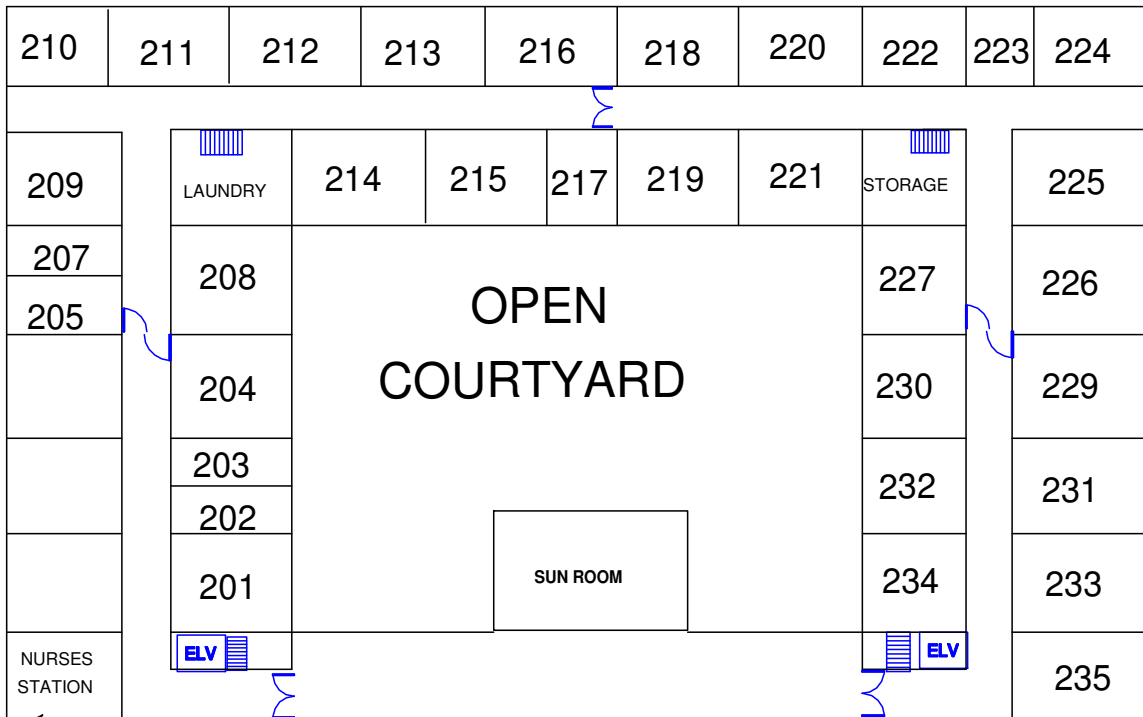 210 211 212 213 216 218 220 222 223 224
209 LAUNDRY 214 215 217 219 221 STORAGE 225
207 208 227 226
205
OPEN
COURTYARD
204 230 229
203
202 232 231
201 SUN ROOM 234 233
ELV ELV
NURSES
STATION
235